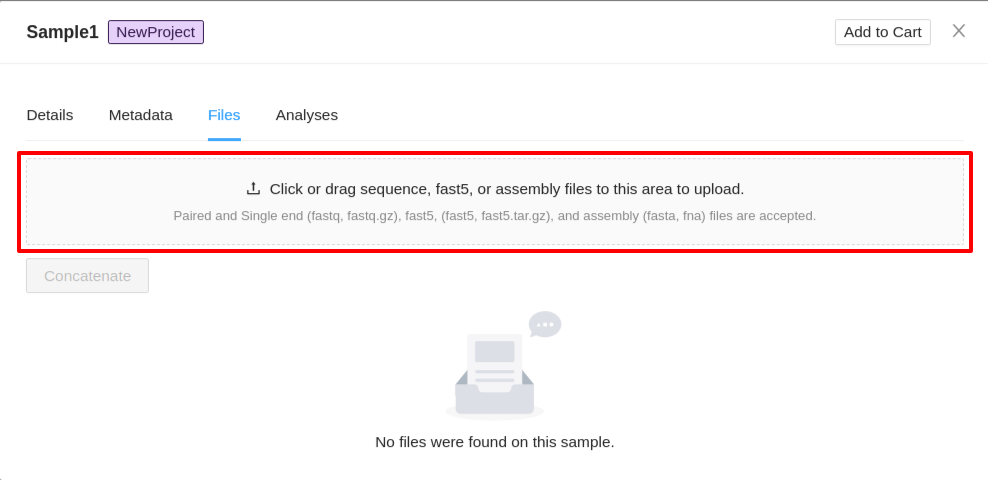 Sample1 NewProject Add to Cart
Details Metadata Files Analyses
Click or drag sequence, fast5, or assembly files to this area to upload.
Paired and Single end (fastq, fastq.gz), fast5, (fast5, fast5.tar.gz), and assembly (fasta, fna) files are accepted.
Concatenate
No files were found on this sample.